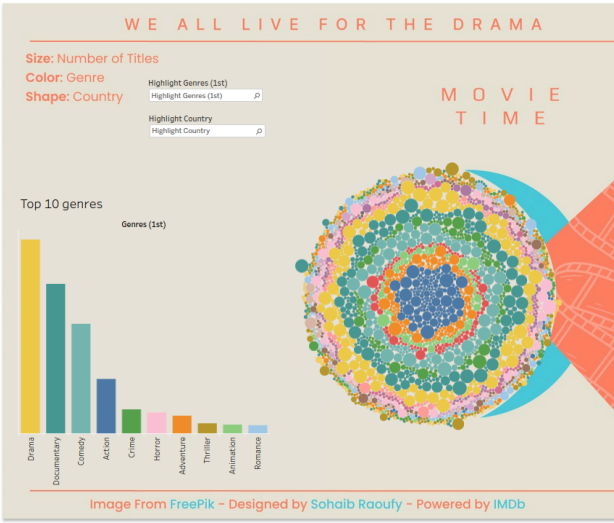 WE ALL LIVE FOR THE DRAMA
Size: Number of Titles
Color: Genre
Shape: Country
Highlight Genres (1st)
Highlight Genres (1st)
Highlight Country
Highlight Country
MOVIE
TIME
Top 10 genres
Genres (1st)
Drama
Documentary
Comedy
Action
Crime
Horror
Adventure
Thriller
Animation
Romance
Image From FreePik - Designed by Sohaib Raoufy - Powered by IMDb